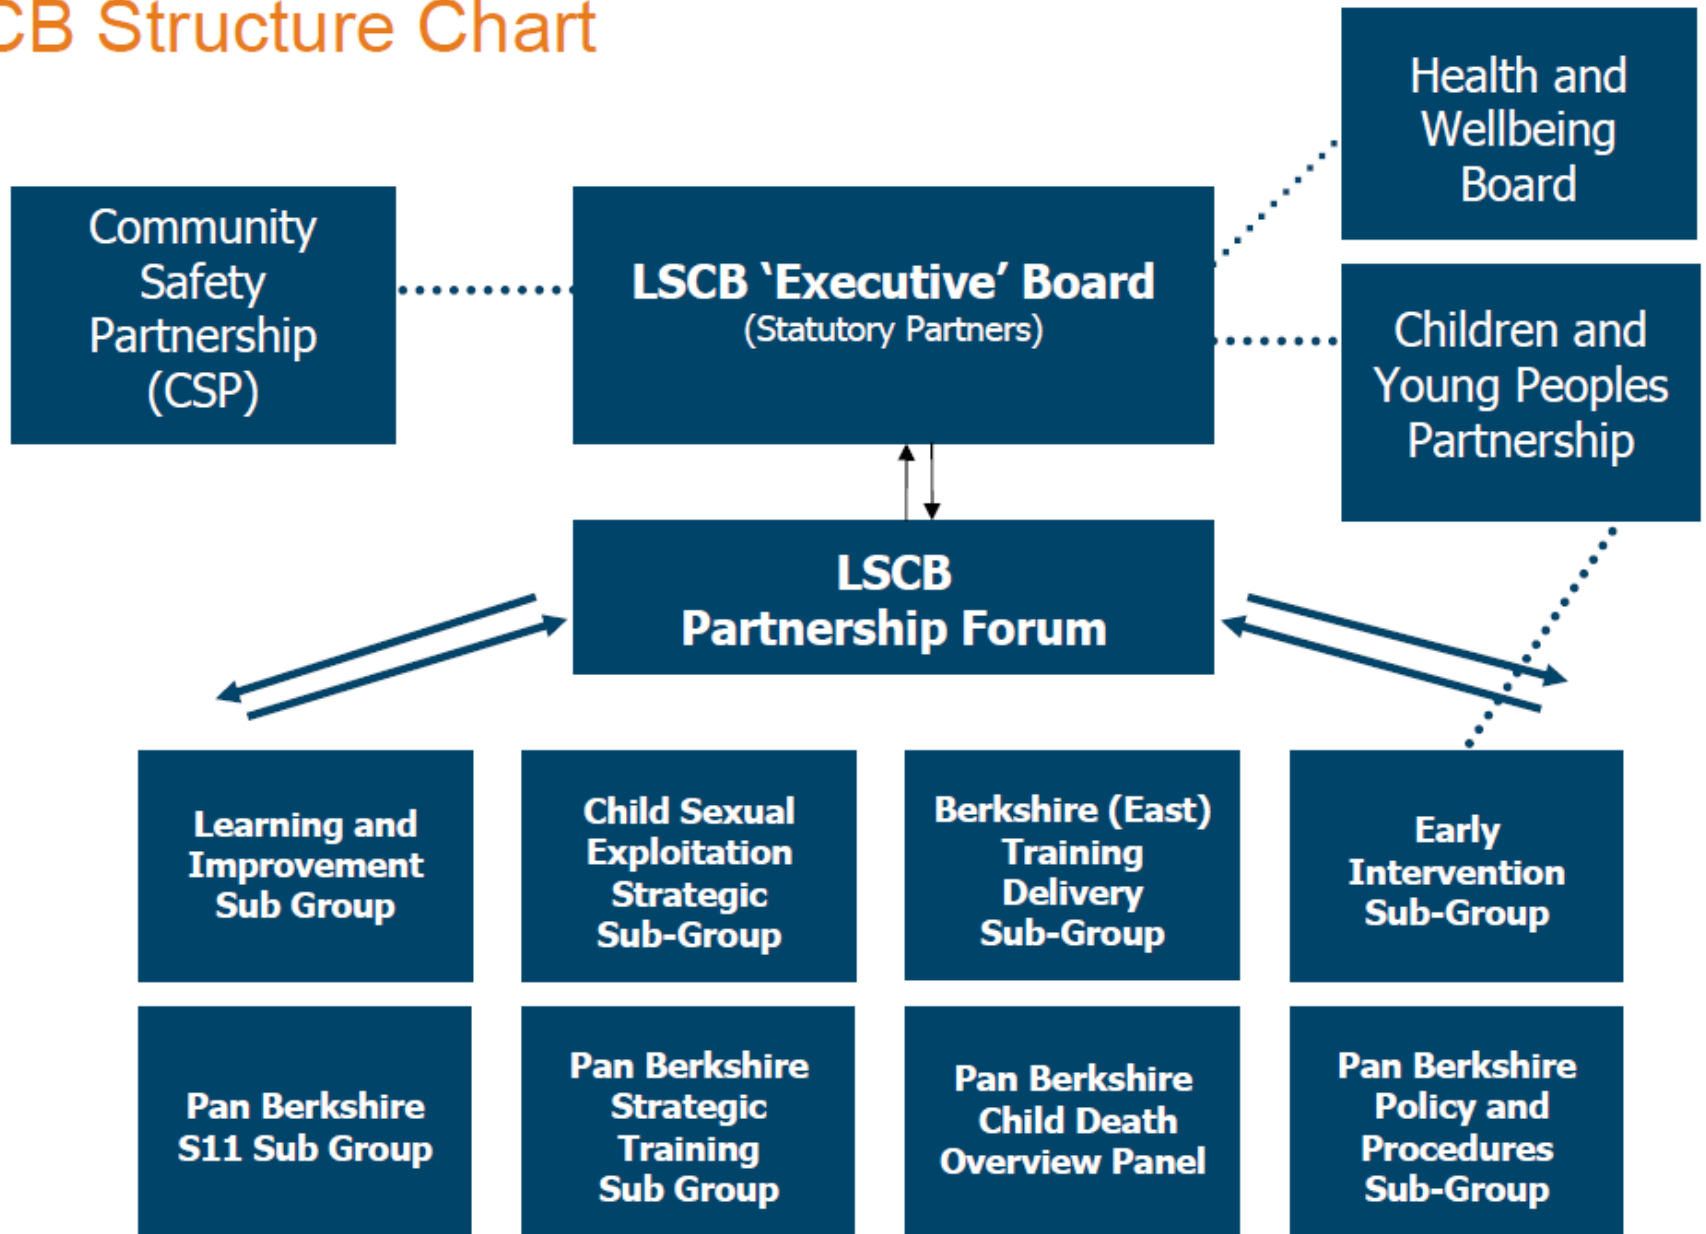 CB Structure Chart
Health and
Wellbeing
Board
Community
Safety
Partnership
(CSP)
LSCB ‘Executive’ Board
(Statutory Partners)
Children and
Young Peoples
Partnership
LSCB
Partnership Forum
Learning and
Improvement
Sub Group
Child Sexual
Exploitation
Strategic
Sub-Group
Berkshire (East)
Training
Delivery
Sub-Group
Early
Intervention
Sub-Group
Pan Berkshire
S11 Sub Group
Pan Berkshire
Strategic
Training
Sub Group
Pan Berkshire
Child Death
Overview Panel
Pan Berkshire
Policy and
Procedures
Sub-Group